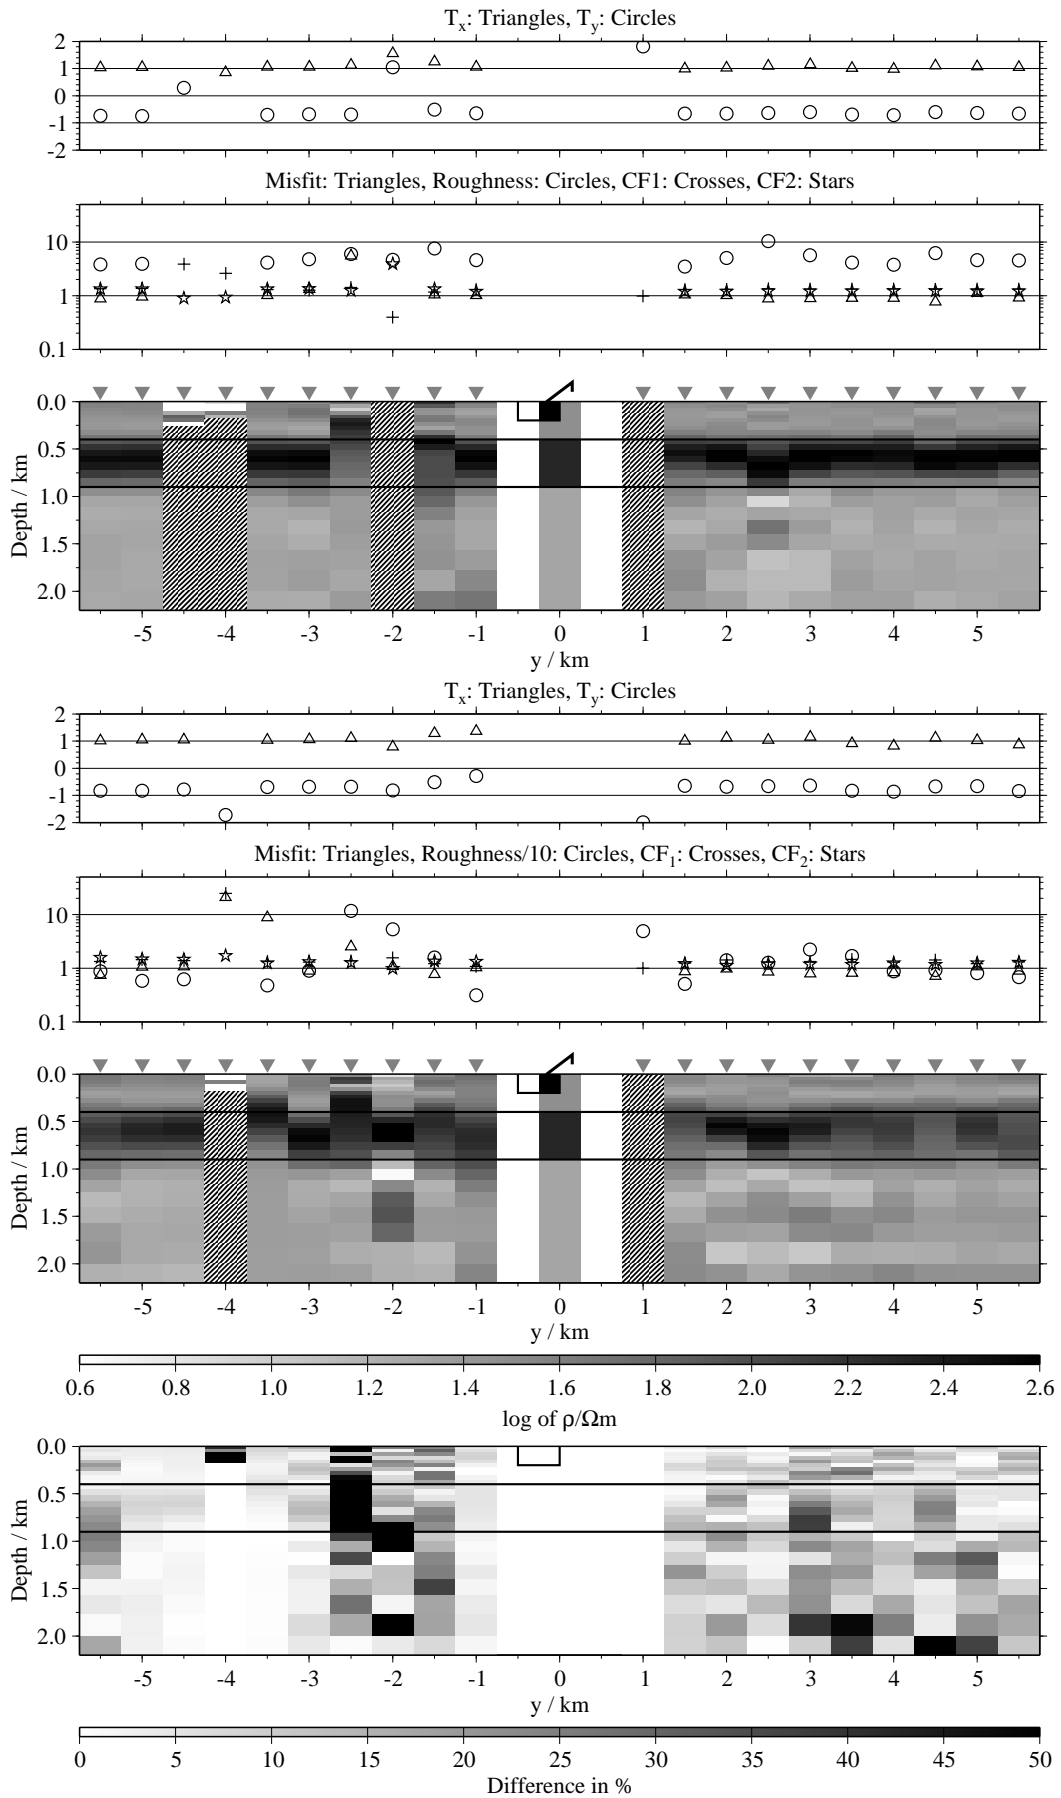 Tx: Triangles, Ty: Circles
2
1
0
-1
-2
Misfit: Triangles, Roughness: Circles, CF1: Crosses, CF2: Stars
10
1
0.1
0.0
0.5
1.0
1.5
2.0
Depth / km
-5 -4 -3 -2 -1 0 1 2 3 4 5
y / km
Tx: Triangles, Ty: Circles
2
1
0
-1
-2
Misfit: Triangles, Roughness/10: Circles, CF1: Crosses, CF2: Stars
10
1
0.1
0.0
0.5
1.0
1.5
2.0
Depth / km
-5 -4 -3 -2 -1 0 1 2 3 4 5
y / km
0.6 0.8 1.0 1.2 1.4 1.6 1.8 2.0 2.2 2.4 2.6
log of ρ/Ωm
0.0
0.5
1.0
1.5
2.0
Depth / km
-5 -4 -3 -2 -1 0 1 2 3 4 5
y / km
0 5 10 15 20 25 30 35 40 45 50
Difference in %